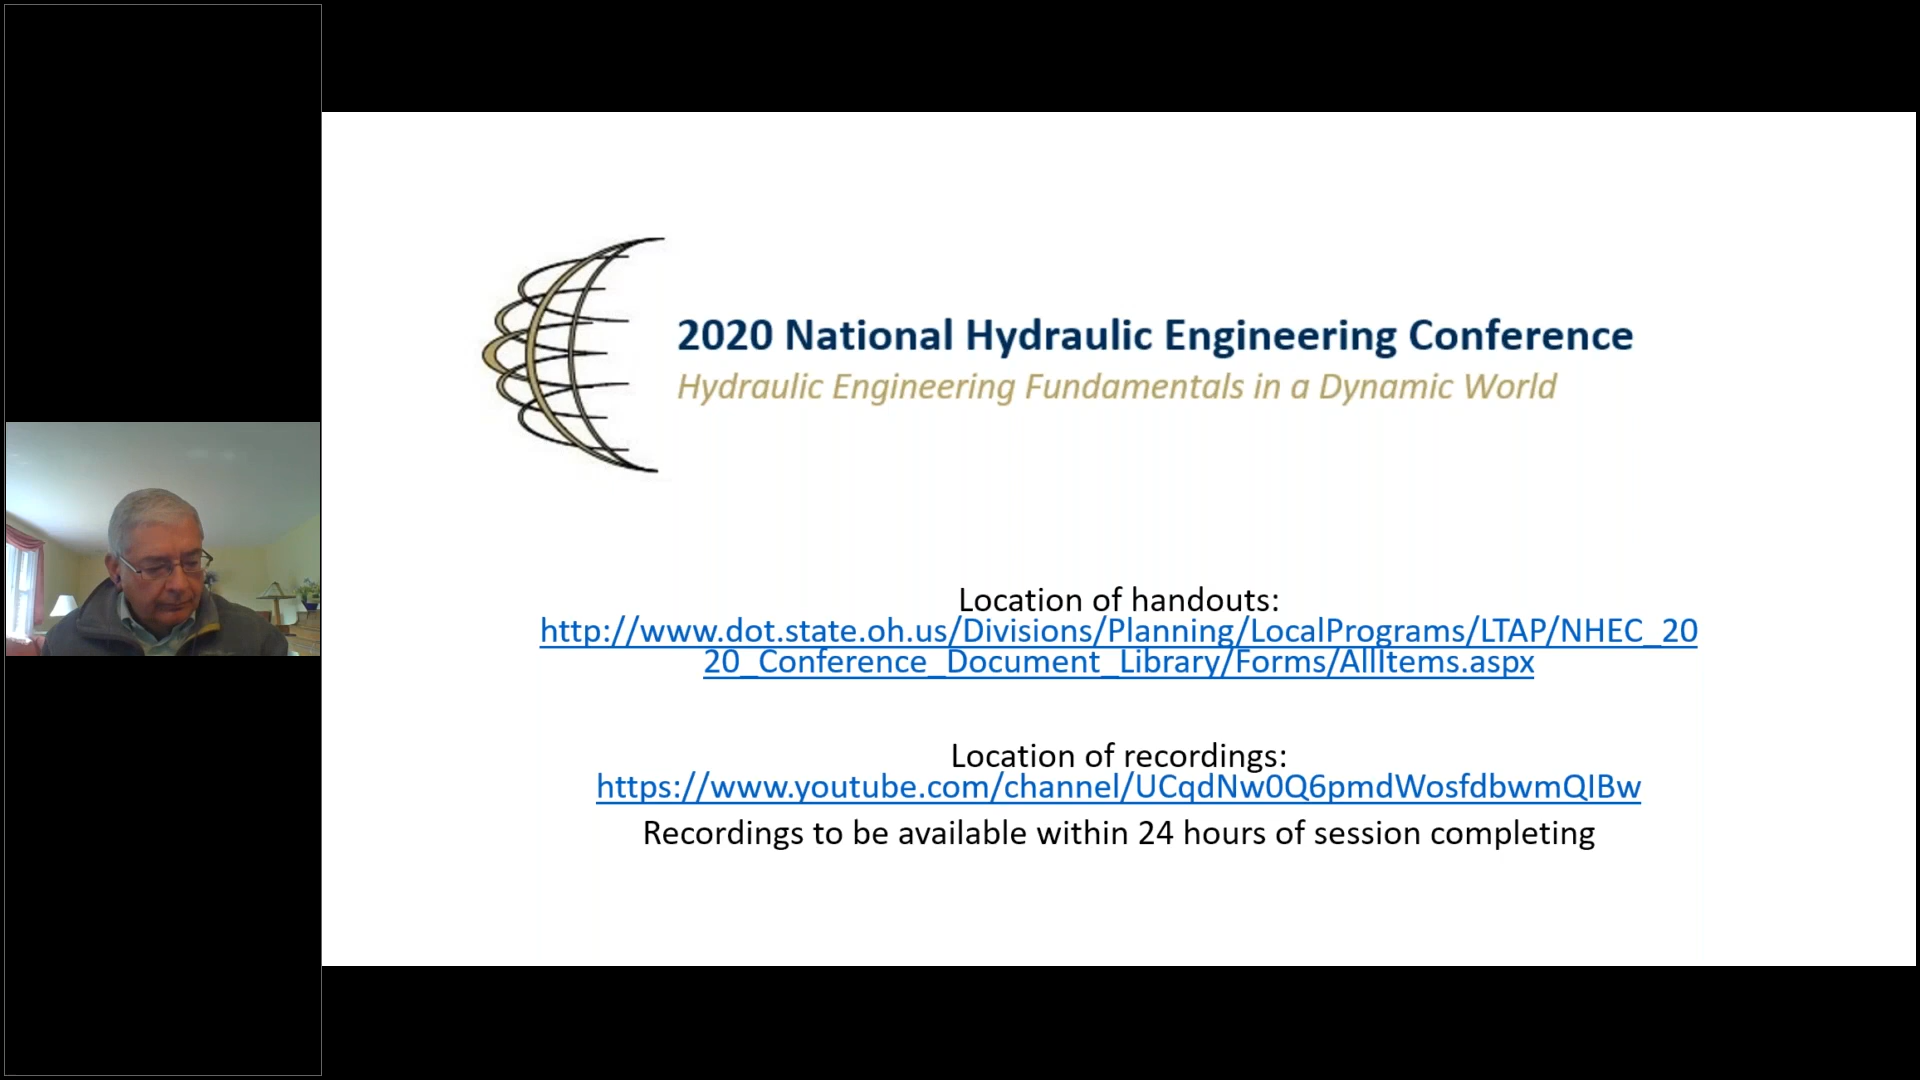 2020 National Hydraulic Engineering Conference
Hydraulic Engineering Fundamentals in a Dynamic World
Location of handouts:
http://www.dot.state.oh.us/Divisions/Planning/LocalPrograms/LTAP/NHEC_20
20_Conference_Document_Library/Forms/AllItems.aspx
Location of recordings:
https://www.youtube.com/channel/UCqdNw0Q6pmdWosfdbwmQIBw
Recordings to be available within 24 hours of session completing